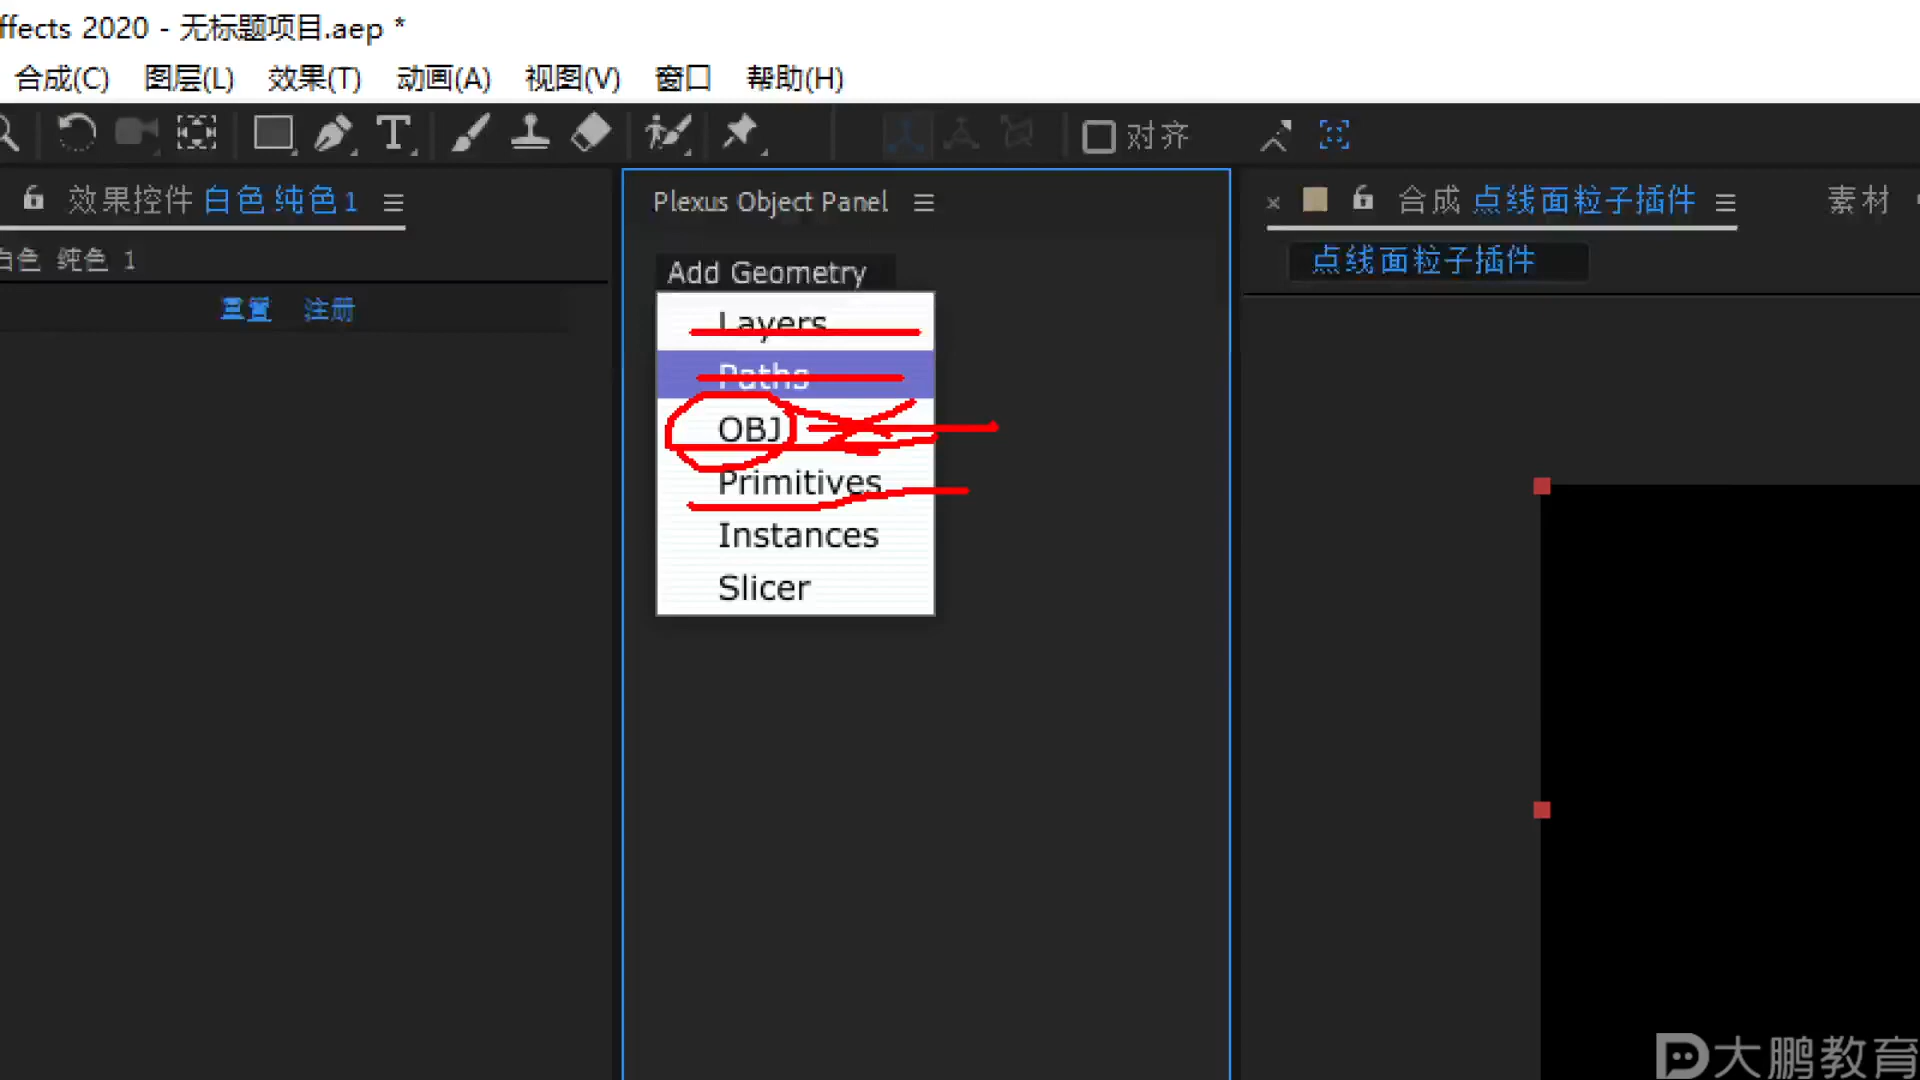 ffects 2020 - 无标题项目.aep *
合成(C) 图层(L) 效果(T) 动画(A) 视图(V) 窗口 帮助(H)
T 对齐
效果控件 白色 纯色 1
Plexus Object Panel
合成 点线面粒子插件
素材
白色 纯色 1
点线面粒子插件
Add Geometry
重置 注册
Layers
Paths
OBJ
Primitives
Instances
Slicer
大鹏教育